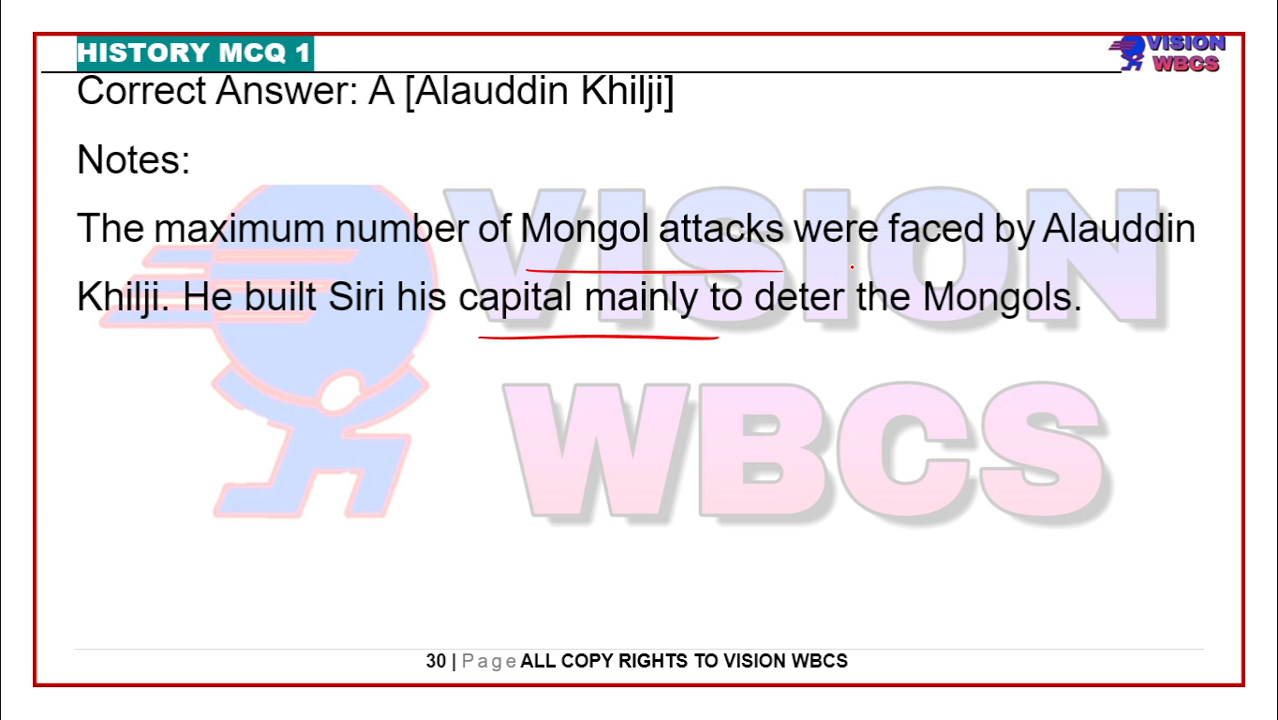 HISTORY MCQ 1
VISION
WBCS
Correct Answer: A [Alauddin Khilji]
Notes:
The maximum number of Mongol attacks were faced by Alauddin
Khilji. He built Siri his capital mainly to deter the Mongols.
VISION
WBCS
30 | Page ALL COPY RIGHTS TO VISION WBCS